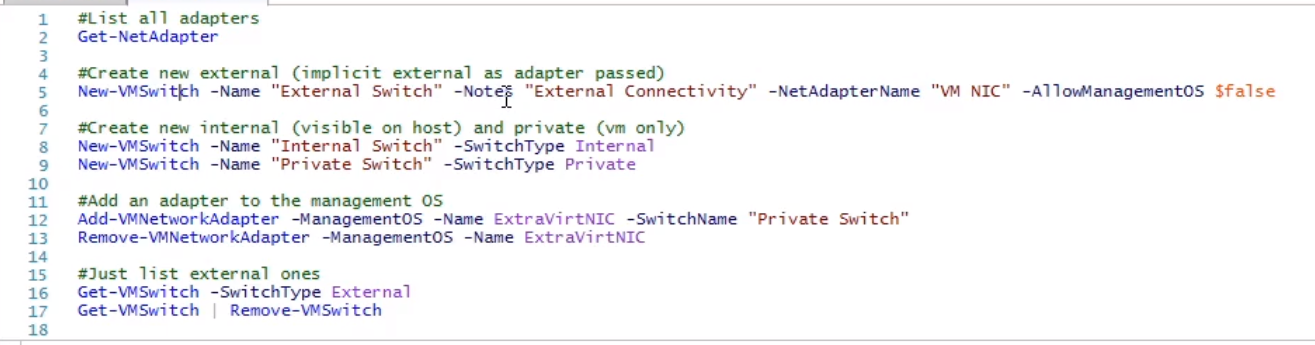 1 #List all adapters
2 Get-NetAdapter
3
4 #Create new external (implicit external as adapter passed)
5 New-VMSwitch -Name "External Switch" -Notes "External Connectivity" -NetAdapterName "VM NIC" -AllowManagementOS $false
6
7 #Create new internal (visible on host) and private (vm only)
8 New-VMSwitch -Name "Internal Switch" -SwitchType Internal
9 New-VMSwitch -Name "Private Switch" -SwitchType Private
10
11 #Add an adapter to the management OS
12 Add-VMNetworkAdapter -ManagementOS -Name ExtraVirtNIC -SwitchName "Private Switch"
13 Remove-VMNetworkAdapter -ManagementOS -Name ExtraVirtNIC
14
15 #Just list external ones
16 Get-VMSwitch -SwitchType External
17 Get-VMSwitch | Remove-VMSwitch
18